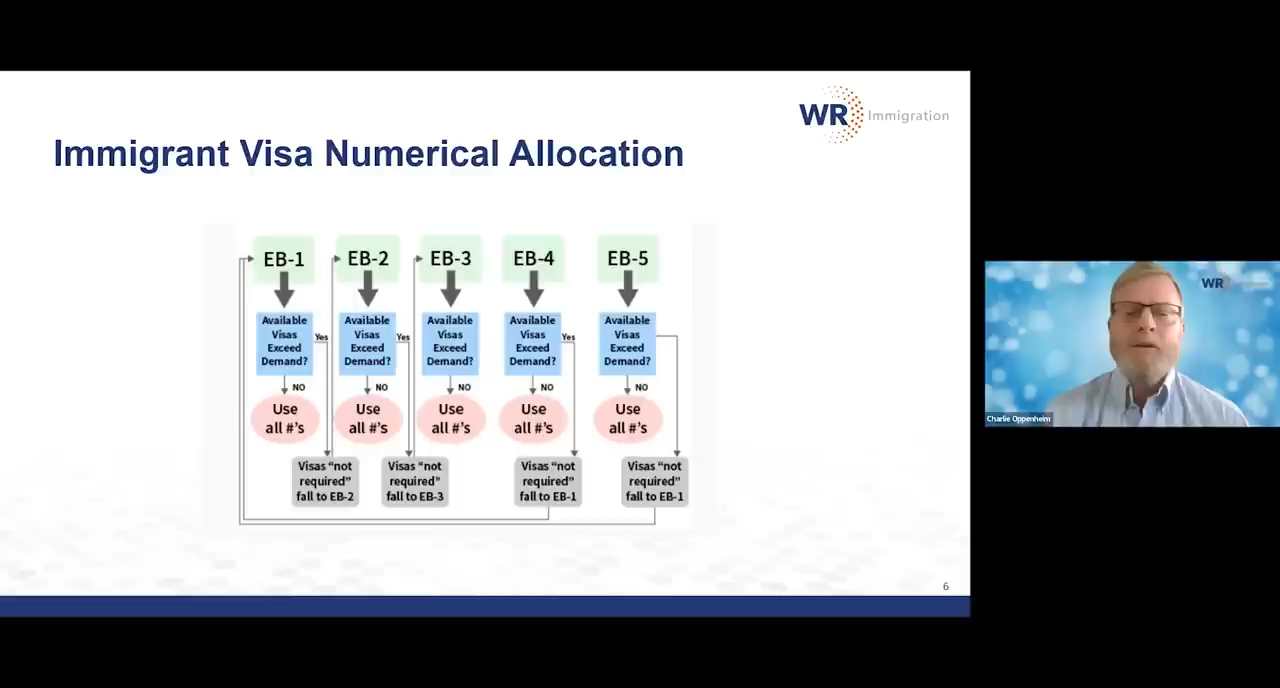 WR Immigration
Immigrant Visa Numerical Allocation
EB-1
EB-2
EB-3
EB-4
EB-5
Available
Visas
Exceed
Demand?
Yes
Available
Visas
Exceed
Demand?
Yes
Available
Visas
Exceed
Demand?
Available
Visas
Exceed
Demand?
Yes
Available
Visas
Exceed
Demand?
NO
NO
NO
NO
NO
Use
all #'s
Use
all #'s
Use
all #'s
Use
all #'s
Use
all #'s
Visas “not
required”
fall to EB-2
Visas “not
required”
fall to EB-3
Visas “not
required”
fall to EB-1
Visas “not
required”
fall to EB-1
6
WR
Charlie Oppenheim